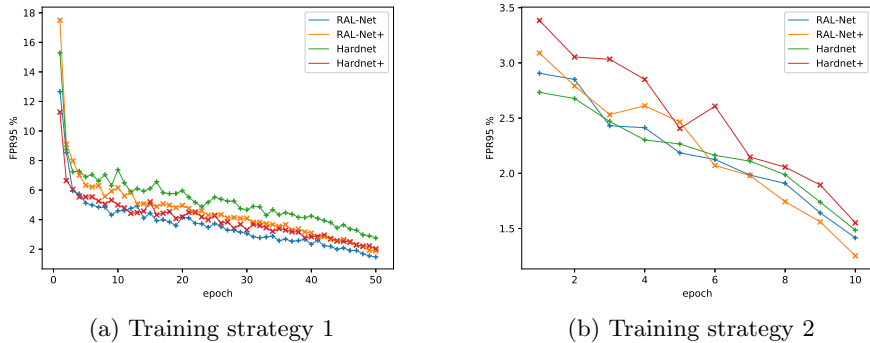 18
16
14
12
10
8
6
4
2
FPR95 %
0
10
20
30
40
50
epoch
RAL-Net
RAL-Net+
Hardnet
Hardnet+
(a) Training strategy 1
3.5
3.0
2.5
2.0
1.5
FPR95 %
2
4
6
8
10
epoch
RAL-Net
RAL-Net+
Hardnet
Hardnet+
(b) Training strategy 2